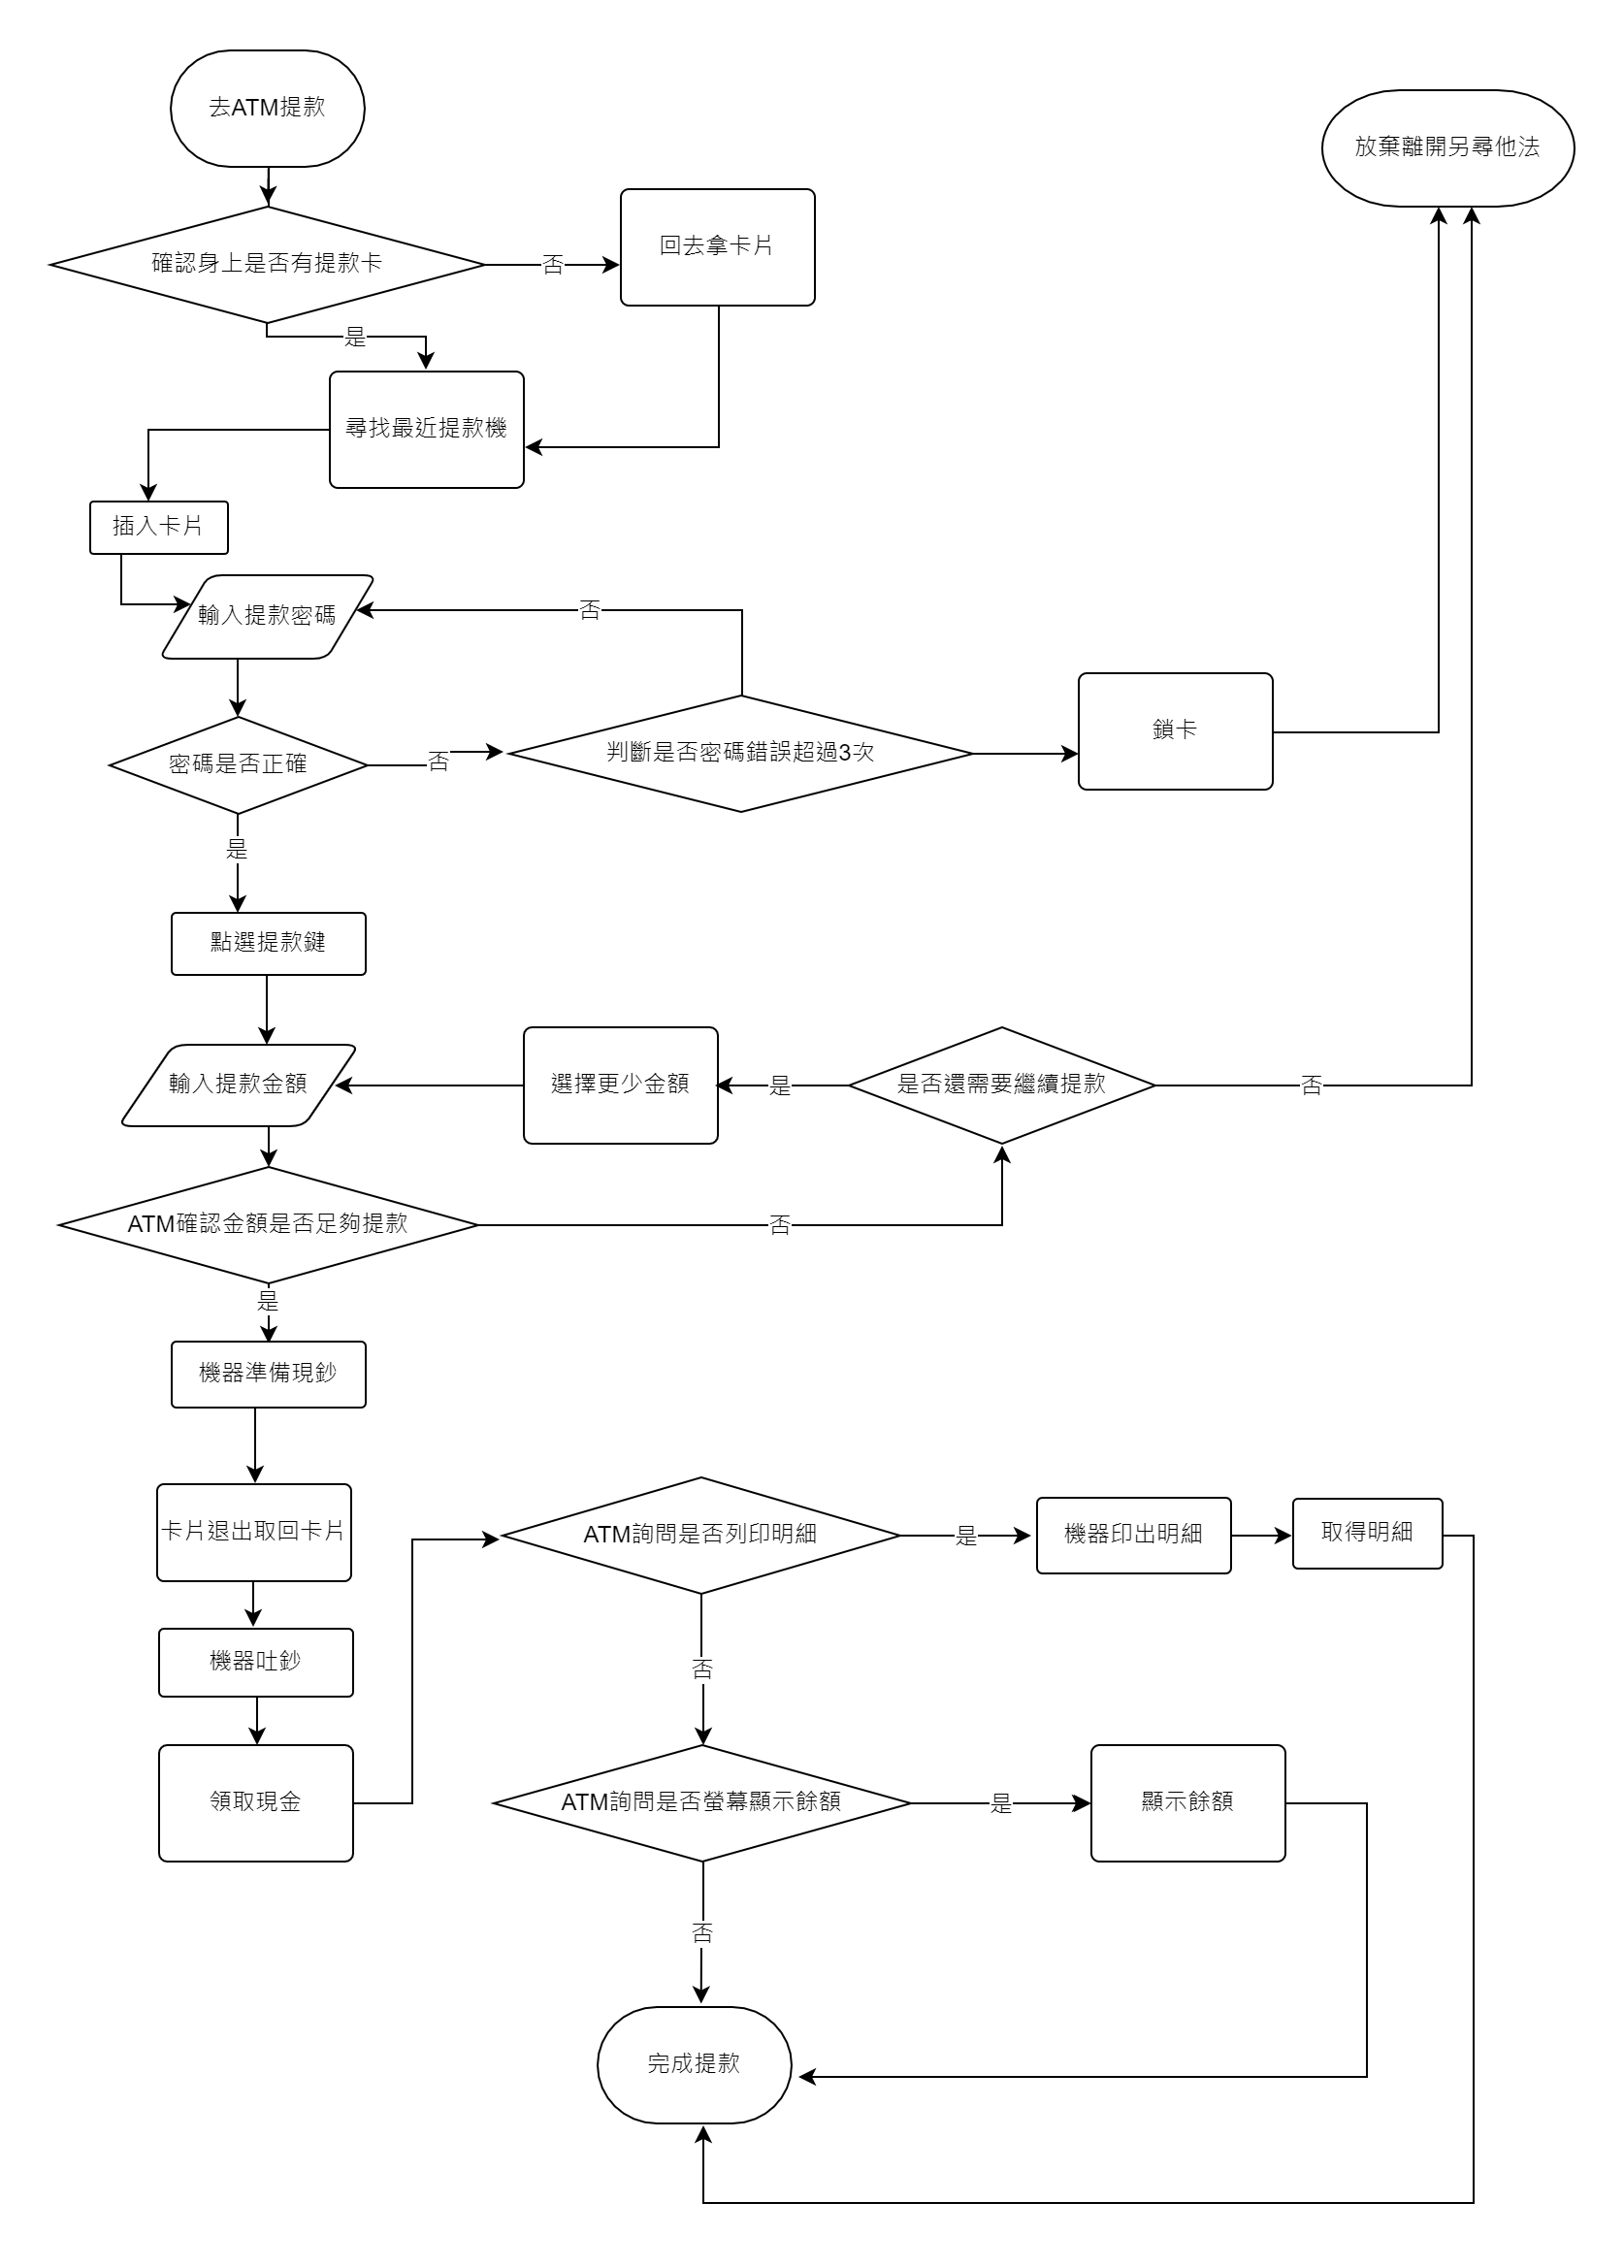 去ATM提款
放棄離開另尋他法
確認身上是否有提款卡
否
回去拿卡片
是
尋找最近提款機
插入卡片
輸入提款密碼
否
密碼是否正確
否
判斷是否密碼錯誤超過3次
鎖卡
是
點選提款鍵
輸入提款金額
選擇更少金額
是
是否還需要繼續提款
否
ATM確認金額是否足夠提款
否
是
機器準備現鈔
卡片退出取回卡片
ATM詢問是否列印明細
是
機器印出明細
取得明細
機器吐鈔
否
領取現金
ATM詢問是否螢幕顯示餘額
是
顯示餘額
否
完成提款